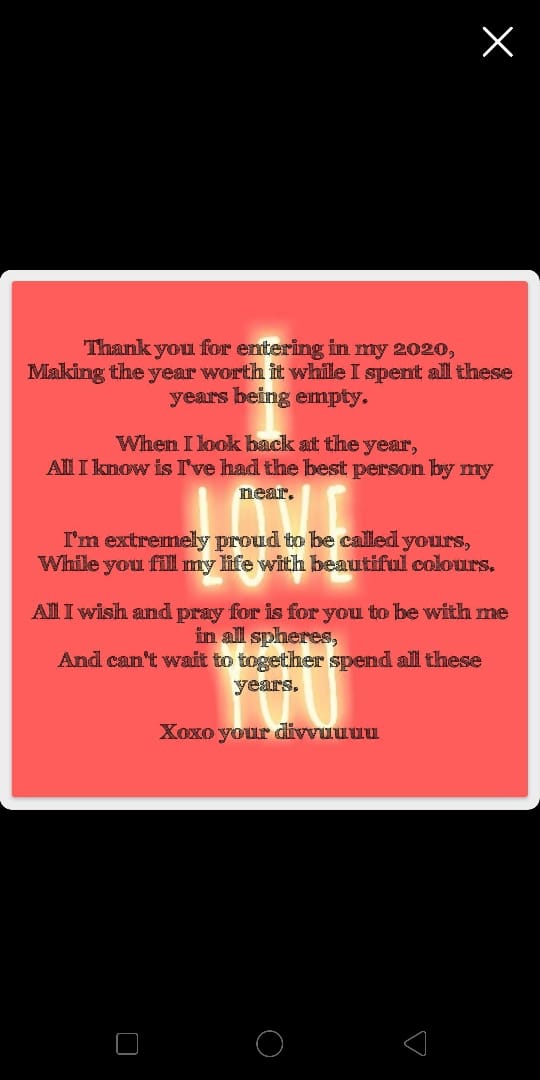 Thank you for entering in my 2020,
Making the year worth it while I spent all these
years being empty.
When I look back at the year,
All I know is I've had the best person by my
near.
I'm extremely proud to be called yours,
While you fill my life with beautiful colours.
All I wish and pray for is for you to be with me
in all spheres,
And can't wait to together spend all these
years.
Xoxo your divvuuuu
I
LOVE
YOU